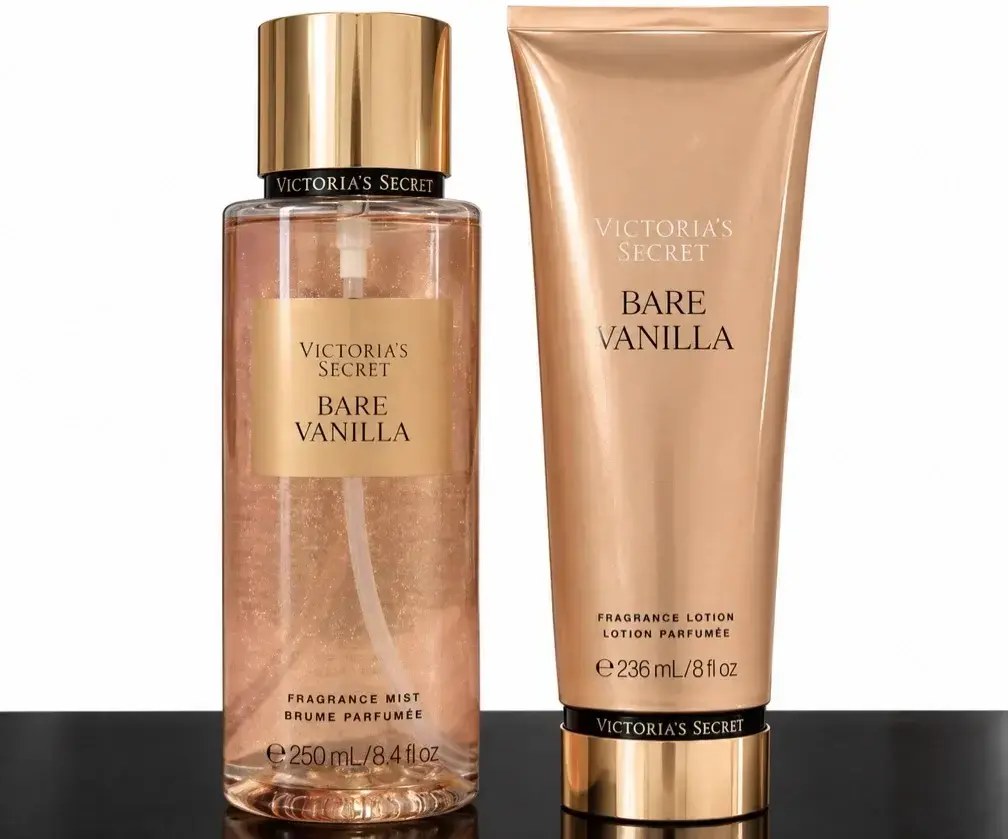 VICTORIA'S SECRET
VICTORIA'S
SECRET
BARE
VANILLA
FRAGRANCE MIST
BRUME PARFUMÉE
℮ 250 mL/8.4 fl oz
VICTORIA'S
SECRET
BARE
VANILLA
FRAGRANCE LOTION
LOTION PARFUMÉE
℮ 236 mL/8 fl oz
VICTORIA'S SECRET